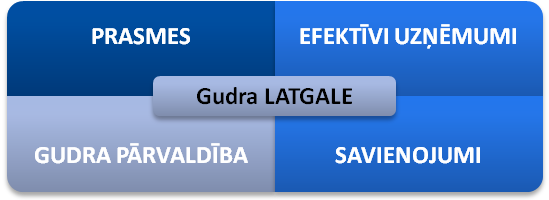 PRASMES
EFEKTĪVI UZŅĒMUMI
Gudra LATGALE
GUDRA PĀRVALDĪBA
SAVIENOJUMI